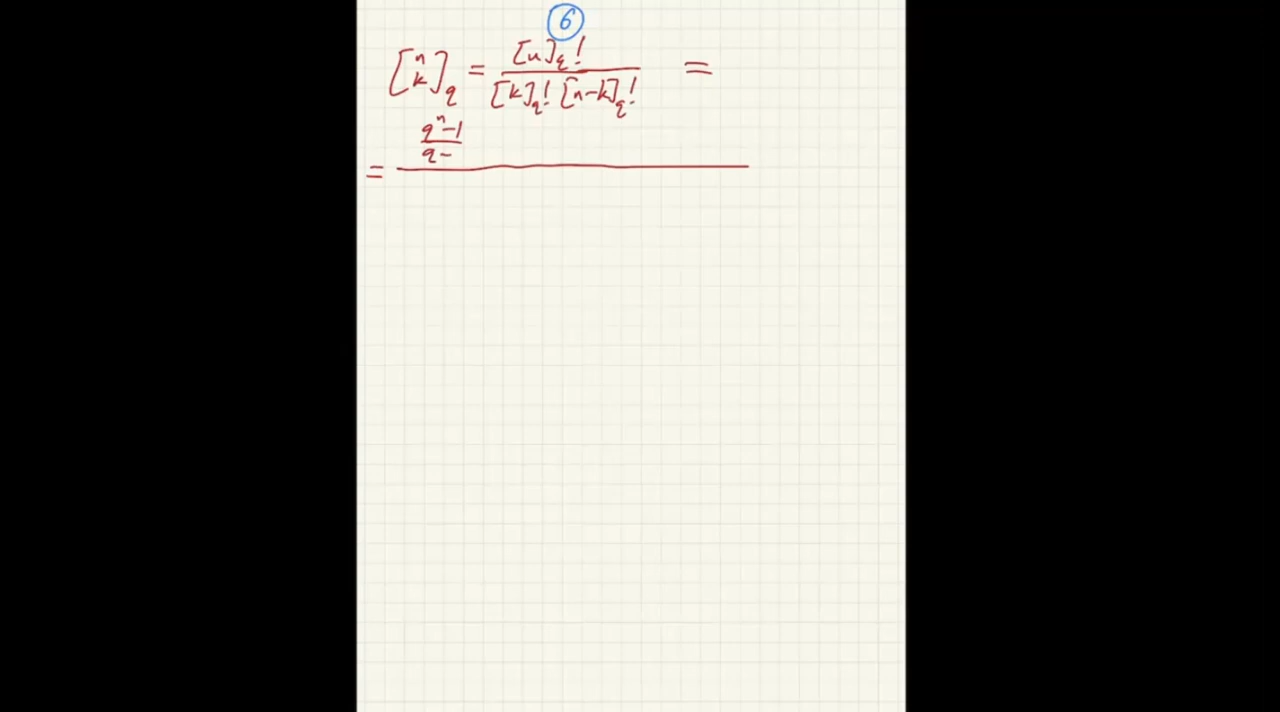 6
[n k]_q = [n]_q! / [k]_q! [n-k]_q! =
= (q^n-1)/(q-